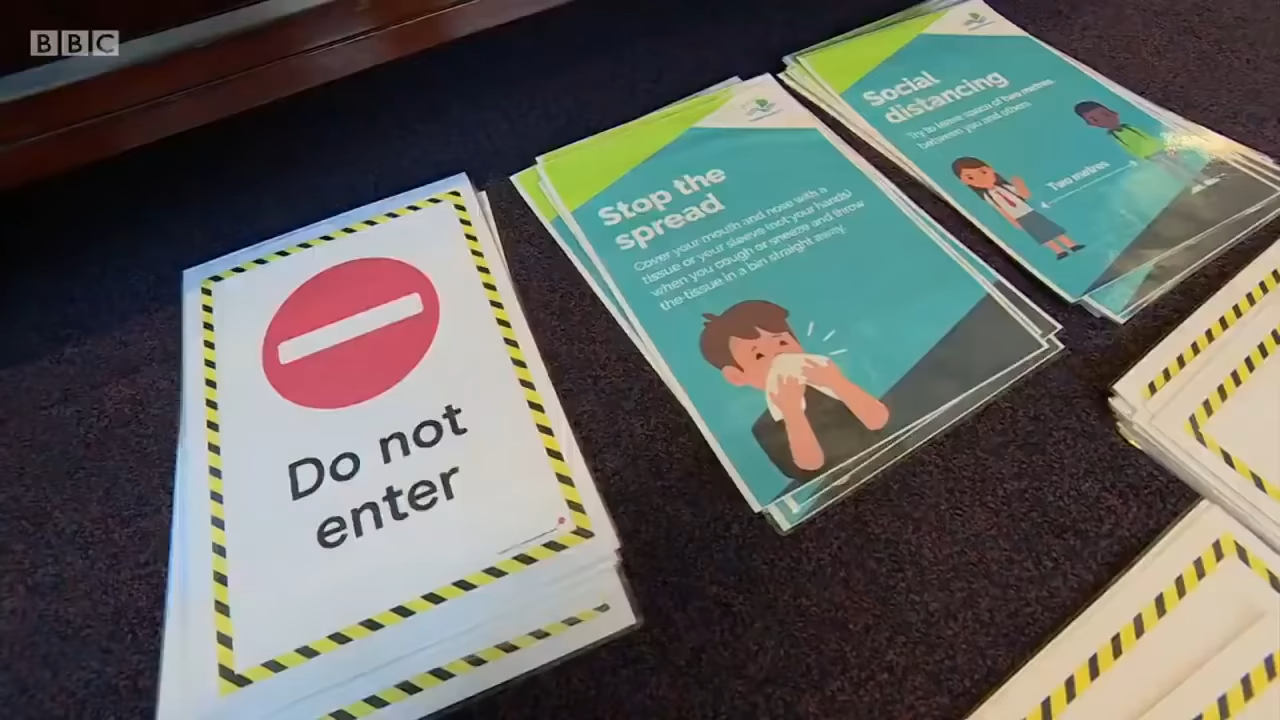 BBC
Do not
enter
Stop the
spread
Cover your mouth and nose with a
tissue or your sleeve (not your hands)
when you cough or sneeze and throw
the tissue in a bin straight away.
Social
distancing
Try to leave space of two metres
between you and others
Two metres